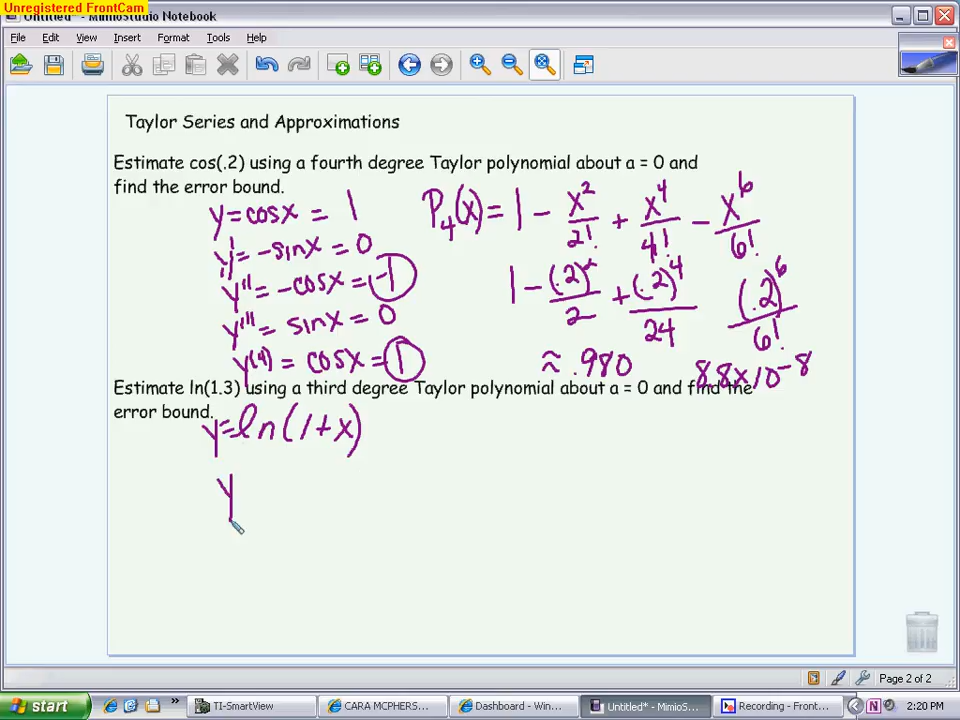 Unregistered FrontCam
Untitled* - MimioStudio Notebook
File Edit View Insert Format Tools Help
Taylor Series and Approximations
Estimate cos(.2) using a fourth degree Taylor polynomial about a = 0 and
find the error bound.
y = cosx = 1
y' = -sinx = 0
y'' = -cosx = -1
y''' = sinx = 0
y(4) = cosx = 1
P₄(x) = 1 - x²/2! + x⁴/4! - x⁶/6!
1 - (.2)²/2 + (.2)⁴/24 (.2)⁶/6!
≈ .980 8.8x10⁻⁸
Estimate ln(1.3) using a third degree Taylor polynomial about a = 0 and find the
error bound.
y = ln(1+x)
y
Page 2 of 2
start TI-SmartView CARA MCPHERS... Dashboard - Win... Untitled* - MimioS... Recording - Front... 2:20 PM